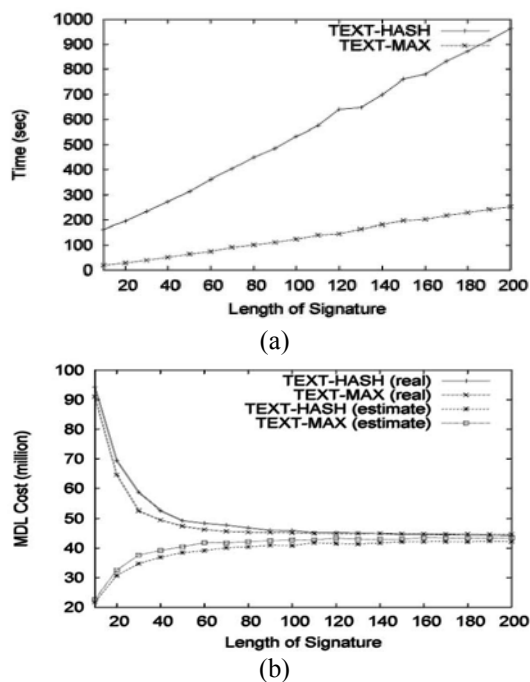 TEXT-HASH
TEXT-MAX
1000
900
800
700
600
500
400
300
200
100
0
Time (sec)
20 40 60 80 100 120 140 160 180 200
Length of Signature
(a)
TEXT-HASH (real)
TEXT-MAX (real)
TEXT-HASH (estimate)
TEXT-MAX (estimate)
100
90
80
70
60
50
40
30
20
MDL Cost (million)
20 40 60 80 100 120 140 160 180 200
Length of Signature
(b)